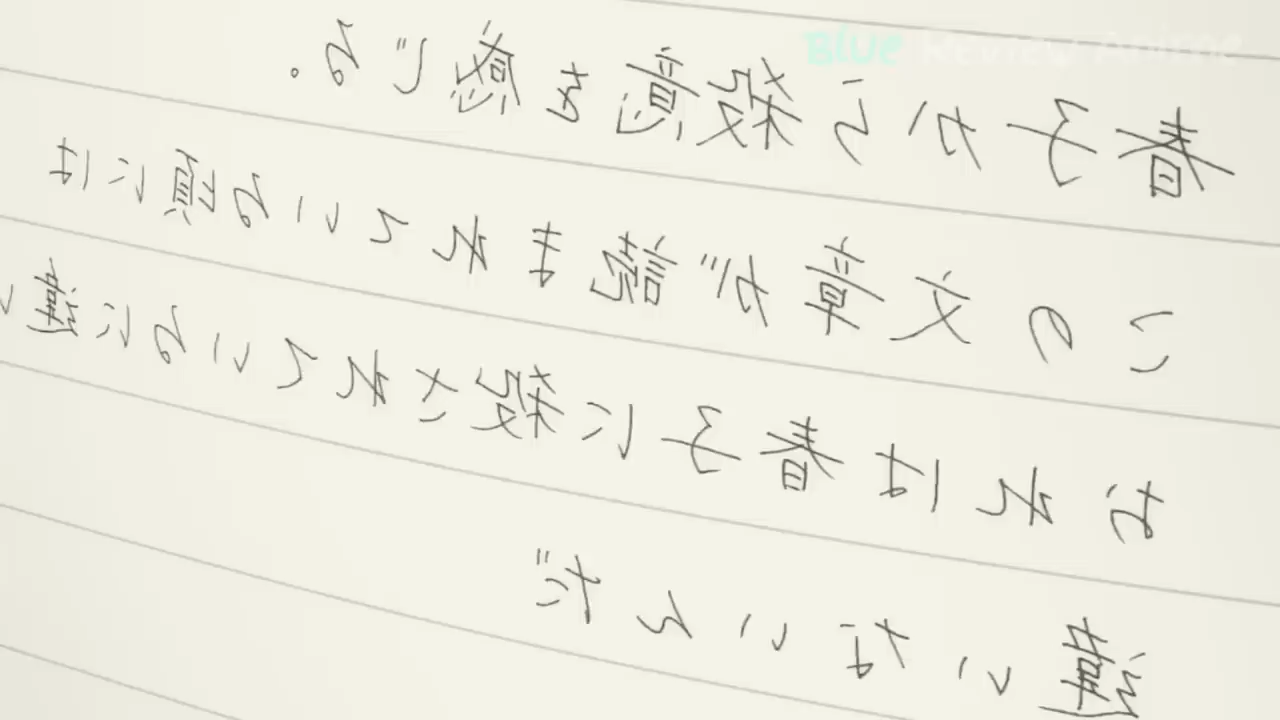 Blue Review Anime
春子から殺意を感じる。
この文章が読まれている頃には
おれは春子に殺されているに違
違いないんだ